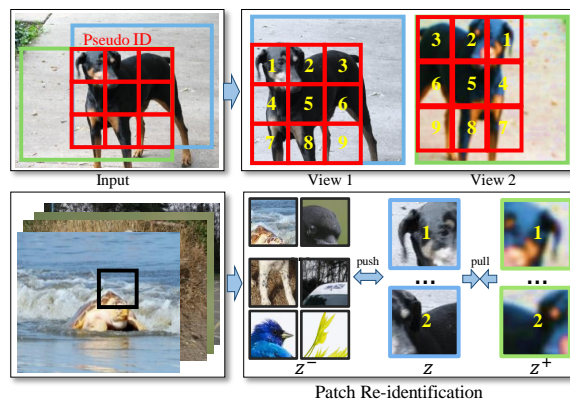 Pseudo ID
1 2 3
4 5 6
7 8 9
3 2 1
6 5 4
9 8 7
Input
View 1
View 2
push
1
pull
1
...
...
2
2
z⁻
z
z⁺
Patch Re-identification